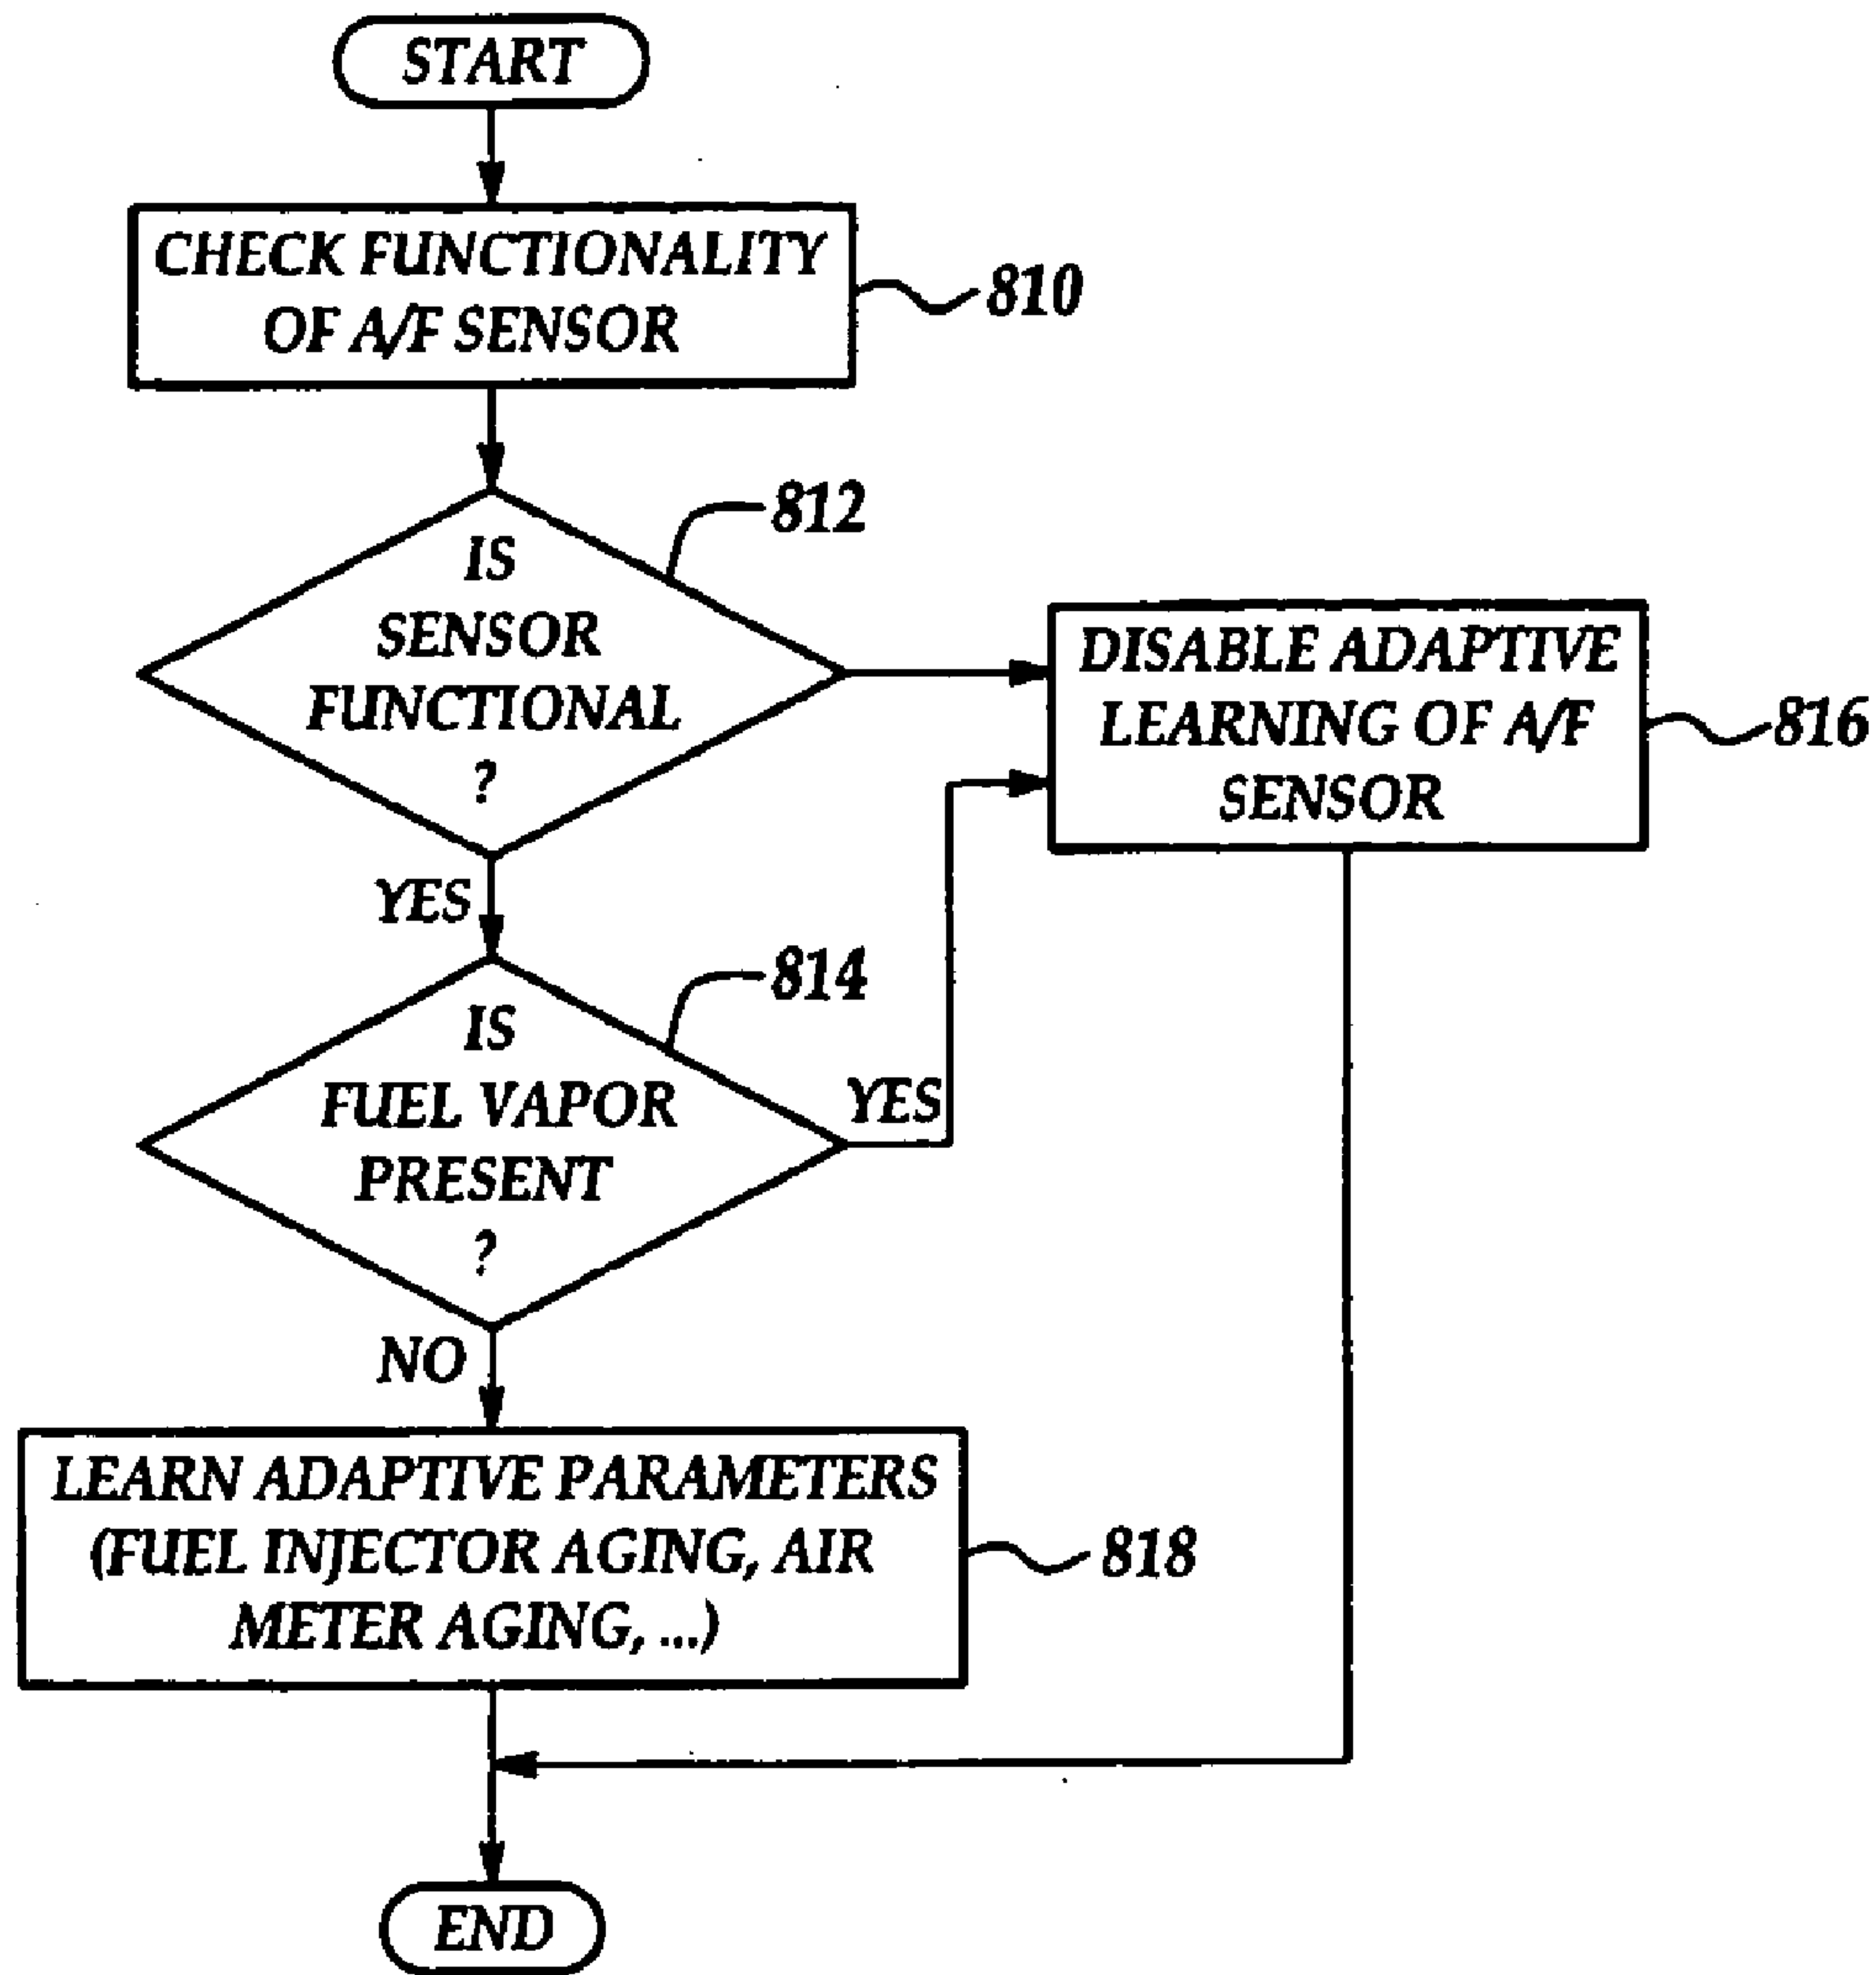 START
CHECK FUNCTIONALITY
OF A/F SENSOR
810
812
IS
SENSOR
FUNCTIONAL
?
DISABLE ADAPTIVE
LEARNING OF A/F
SENSOR
816
YES
814
IS
FUEL VAPOR
PRESENT
?
YES
NO
LEARN ADAPTIVE PARAMETERS
(FUEL INJECTOR AGING, AIR
METER AGING, ...)
818
END